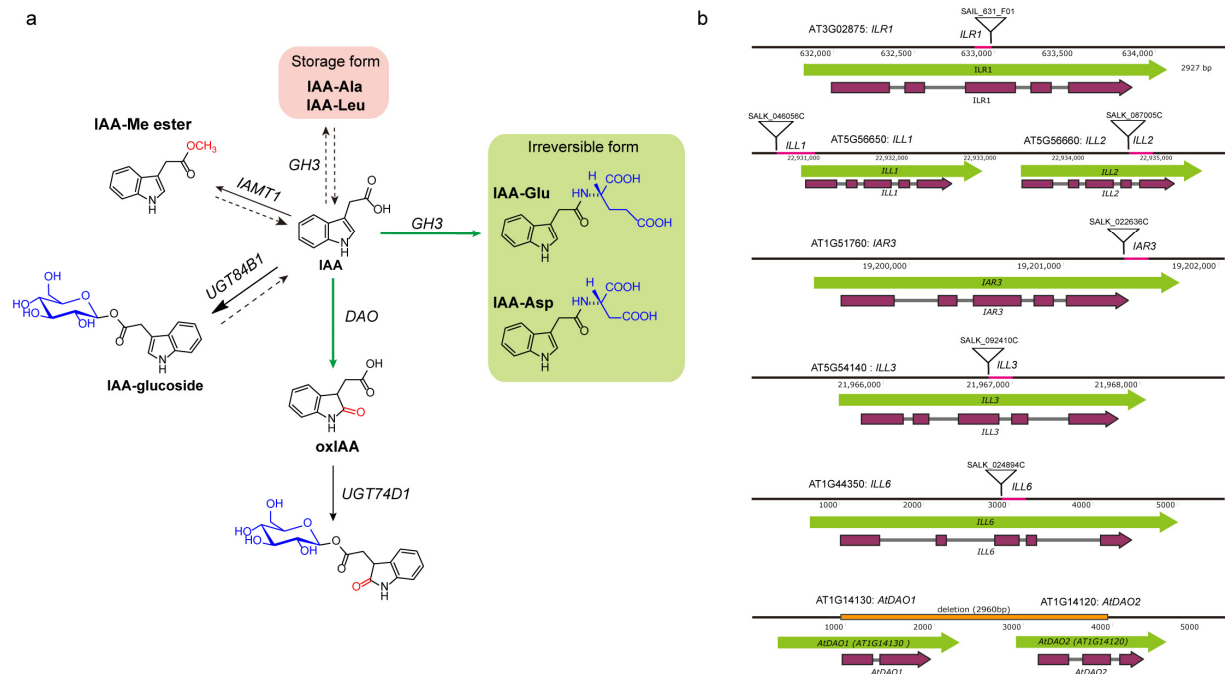 a
Storage form
IAA-Ala
IAA-Leu
IAA-Me ester
O
OCH3
N
H
IAMT1
GH3
O
OH
N
H
IAA
GH3
Irreversible form
IAA-Glu
H
COOH
HN
O
COOH
N
H
IAA-Asp
H
COOH
HN
O
COOH
N
H
UGT84B1
HO
OH
O
HO
HO
OH
O
O
N
H
IAA-glucoside
DAO
OH
O
O
N
H
oxIAA
UGT74D1
OH
HO
O
HO
HO
OH
O
O
O
N
H
b
SAIL_631_F01
AT3G02875: ILR1
ILR1
632,000
632,500
633,000
633,500
634,000
ILR1
2927 bp
ILR1
SALK_046056C
ILL1
AT5G56650: ILL1
22,931,000
22,932,000
22,933,000
ILL1
ILL1
SALK_087005C
AT5G56660: ILL2
ILL2
22,934,000
22,935,000
ILL2
ILL2
SALK_022636C
AT1G51760: IAR3
IAR3
19,200,000
19,201,000
19,202,000
IAR3
IAR3
SALK_092410C
AT5G54140: ILL3
ILL3
21,966,000
21,967,000
21,968,000
ILL3
ILL3
SALK_024894C
AT1G44350: ILL6
ILL6
1000
2000
3000
4000
5000
ILL6
ILL6
AT1G14130: AtDAO1
AT1G14120: AtDAO2
deletion (2960bp)
1000
2000
3000
4000
5000
AtDAO1 (AT1G14130 )
AtDAO2 (AT1G14120)
AtDAO1
AtDAO2